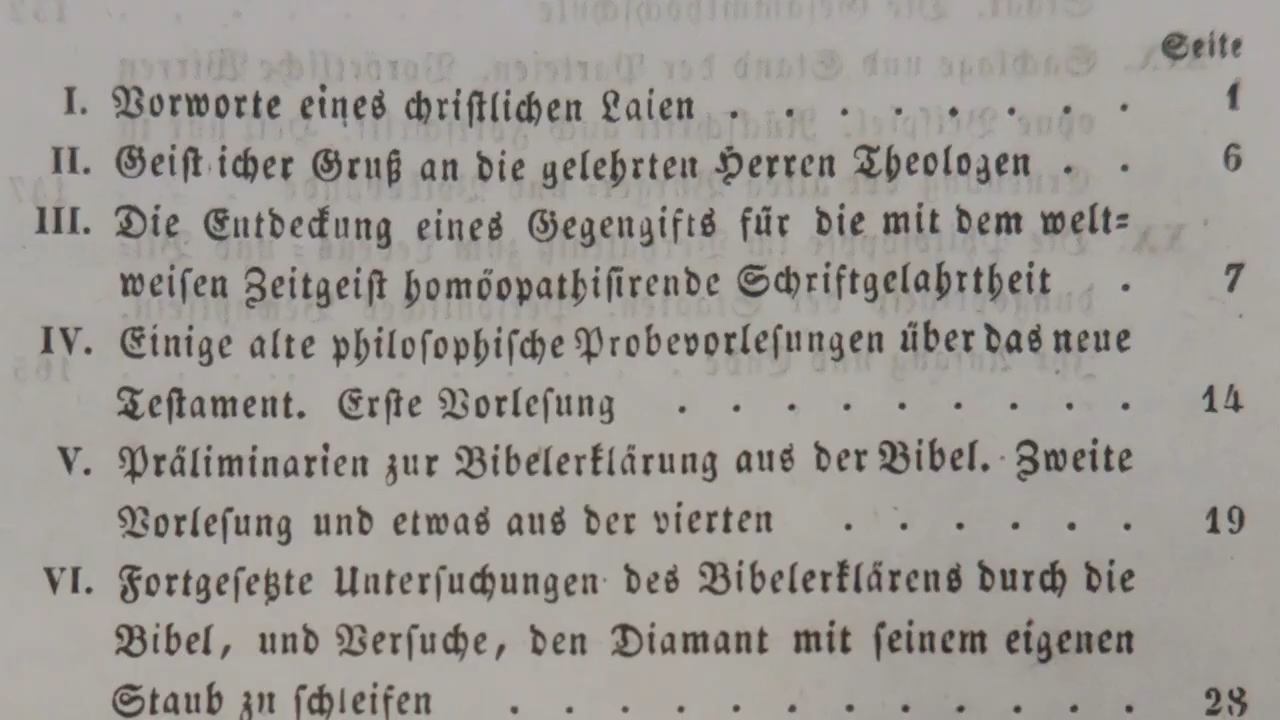 Seite
I. Vorworte eines chriſtlichen Laien . . . . . . . . 1
II. Geiſt icher Gruß an die gelehrten Herren Theologen . . 6
III. Die Entdeckung eines Gegengifts für die mit dem welt⸗
weiſen Zeitgeiſt homöopathiſirende Schriftgelahrtheit . 7
IV. Einige alte philoſophiſche Probevorleſungen über das neue
Teſtament. Erſte Vorleſung . . . . . . . . . 14
V. Präliminarien zur Bibelerklärung aus der Bibel. Zweite
Vorleſung und etwas aus der vierten . . . . . . 19
VI. Fortgeſetzte Unterſuchungen des Bibelerklärens durch die
Bibel, und Verſuche, den Diamant mit ſeinem eigenen
Staub zu ſchleifen . . . . . . . . . . . . 28